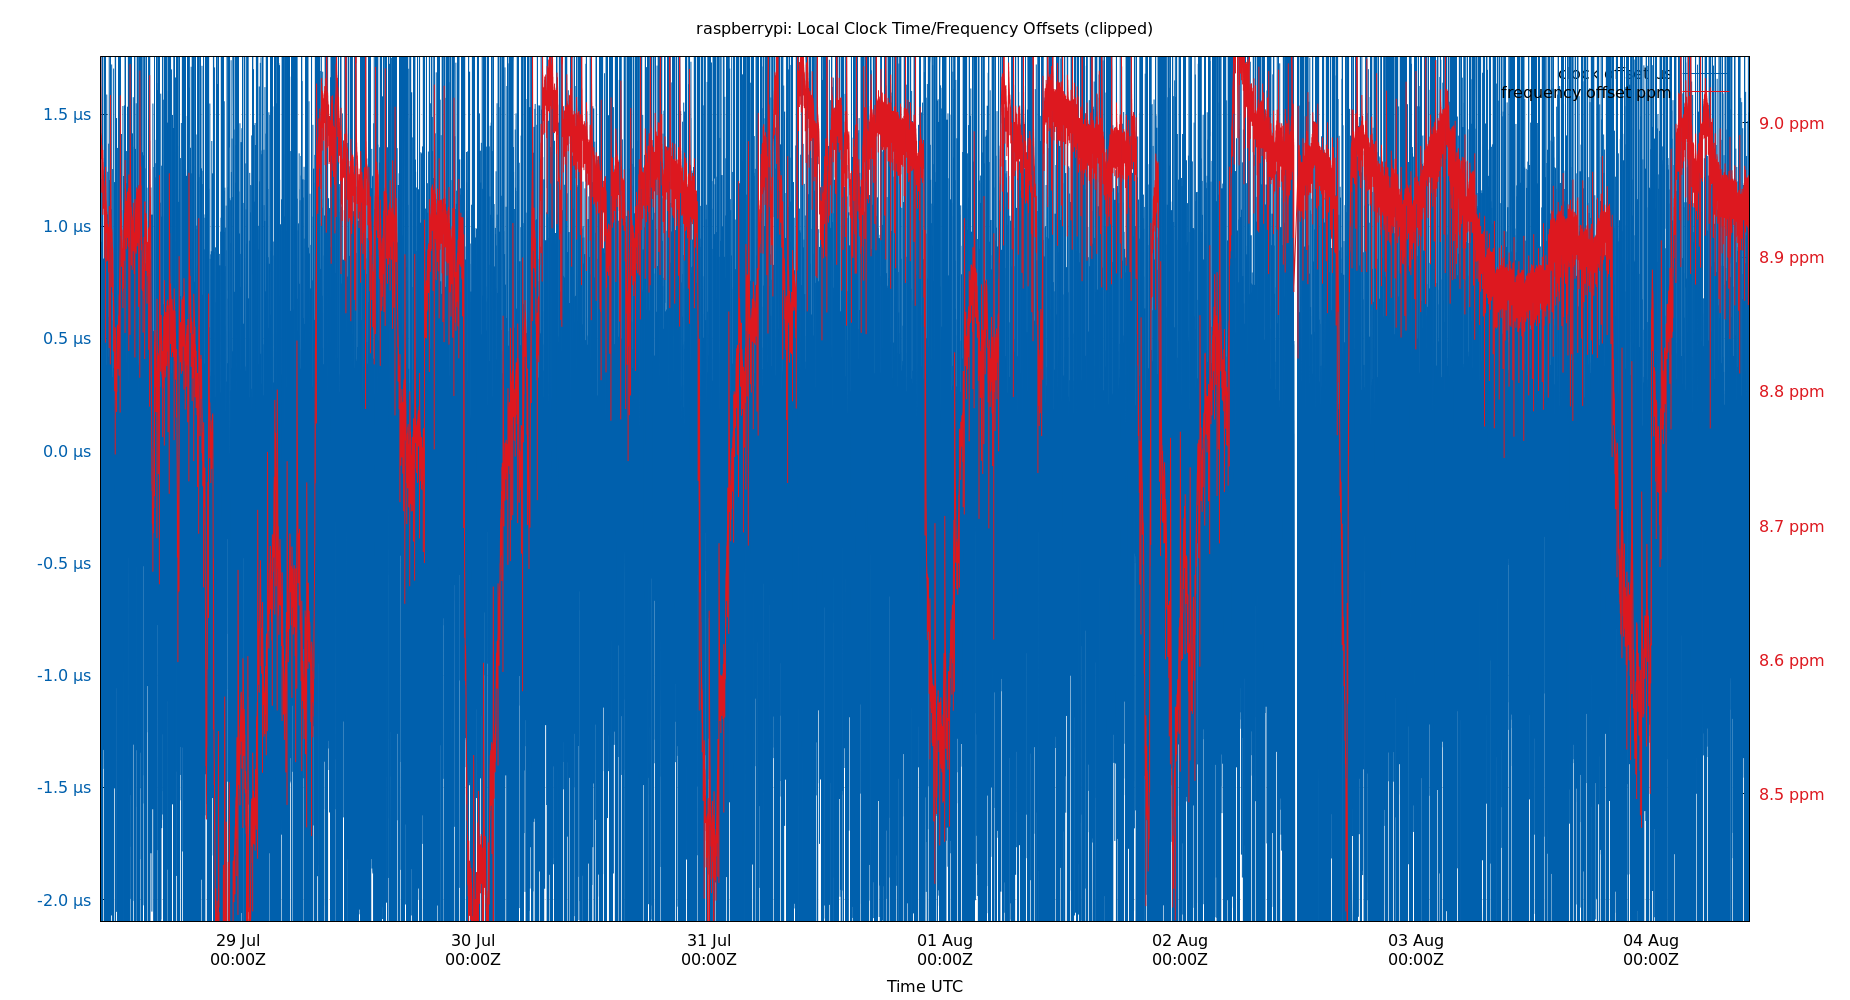 raspberrypi: Local Clock Time/Frequency Offsets (clipped)
clock offset µs
frequency offset ppm
1.5 µs
1.0 µs
0.5 µs
0.0 µs
-0.5 µs
-1.0 µs
-1.5 µs
-2.0 µs
9.0 ppm
8.9 ppm
8.8 ppm
8.7 ppm
8.6 ppm
8.5 ppm
29 Jul 30 Jul 31 Jul 01 Aug 02 Aug 03 Aug 04 Aug
00:00Z 00:00Z 00:00Z 00:00Z 00:00Z 00:00Z 00:00Z
Time UTC